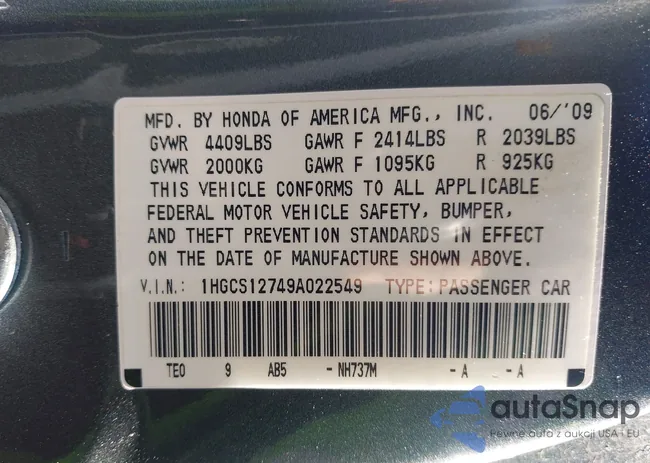 MFD. BY HONDA OF AMERICA MFG., INC. 06/'09
GVWR 4409LBS GAWR F 2414LBS R 2039LBS
GVWR 2000KG GAWR F 1095KG R 925KG
THIS VEHICLE CONFORMS TO ALL APPLICABLE
FEDERAL MOTOR VEHICLE SAFETY, BUMPER,
AND THEFT PREVENTION STANDARDS IN EFFECT
ON THE DATE OF MANUFACTURE SHOWN ABOVE.
V.I.N.: 1HGCS12749A022549 TYPE: PASSENGER CAR
TE0 9 AB5 - NH737M - A - A
autaSnap
Pewne auta z aukcji USA i EU